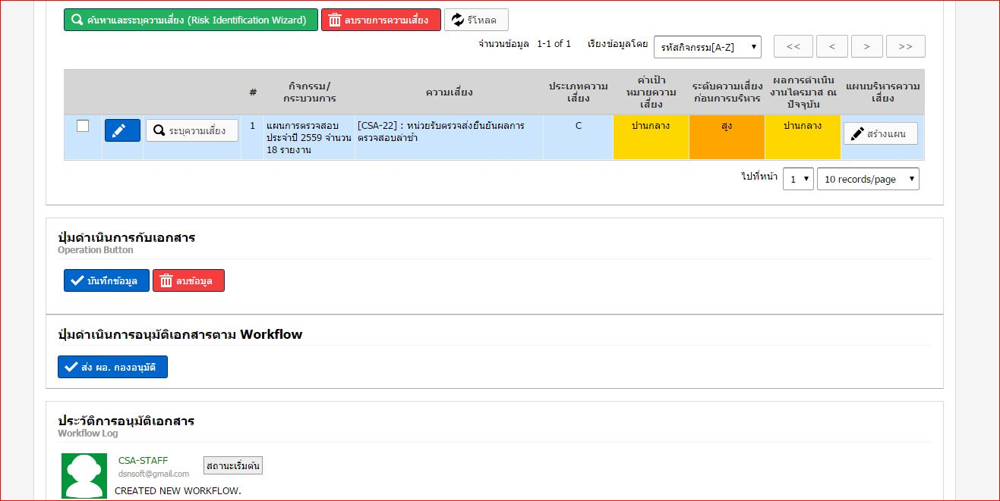 ค้นหาและระบุความเสี่ยง (Risk Identification Wizard) ลบรายการความเสี่ยง รีโหลด
จำนวนข้อมูล 1-1 of 1 เรียงข้อมูลโดย รหัสกิจกรรม[A-Z] << < > >>
# กิจกรรม/
กระบวนการ
ความเสี่ยง
ประเภทความ
เสี่ยง
ค่าเป้า
หมายความ
เสี่ยง
ระดับความเสี่ยง
ก่อนการบริหาร
ผลการดำเนิน
งานไตรมาส ณ
ปัจจุบัน
แผนบริหารความ
เสี่ยง
ระบุความเสี่ยง
1
แผนการตรวจสอบ
ประจำปี 2559 จำนวน
18 รายงาน
[CSA-22] : หน่วยรับตรวจส่งยืนยันผลการ
ตรวจสอบล่าช้า
C
ปานกลาง
สูง
ปานกลาง
สร้างแผน
ไปที่หน้า 1 10 records/page
ปุ่มดำเนินการกับเอกสาร
Operation Button
บันทึกข้อมูล ลบข้อมูล
ปุ่มดำเนินการอนุมัติเอกสารตาม Workflow
ส่ง ผอ. กองอนุมัติ
ประวัติการอนุมัติเอกสาร
Workflow Log
CSA-STAFF สถานะเริ่มต้น
dsnsoft@gmail.com
CREATED NEW WORKFLOW.